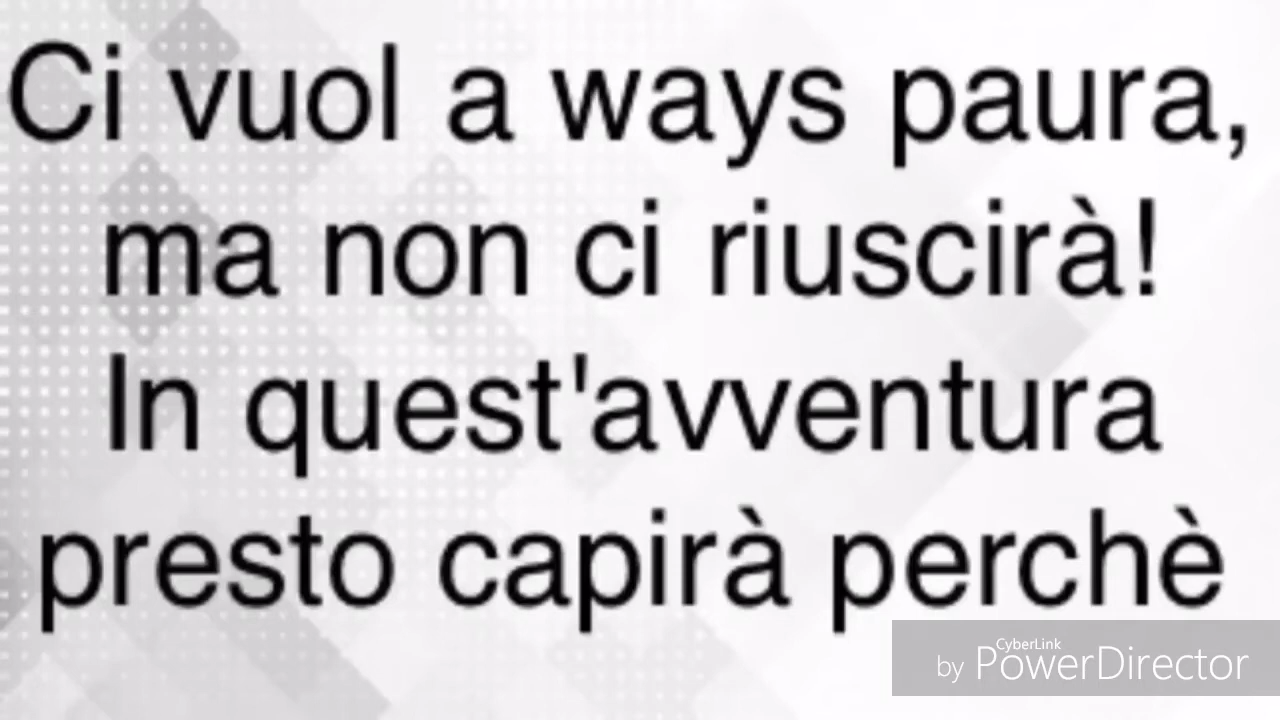 Ci vuol a ways paura,
ma non ci riuscirà!
In quest'avventura
presto capirà perchè
CyberLink
by PowerDirector